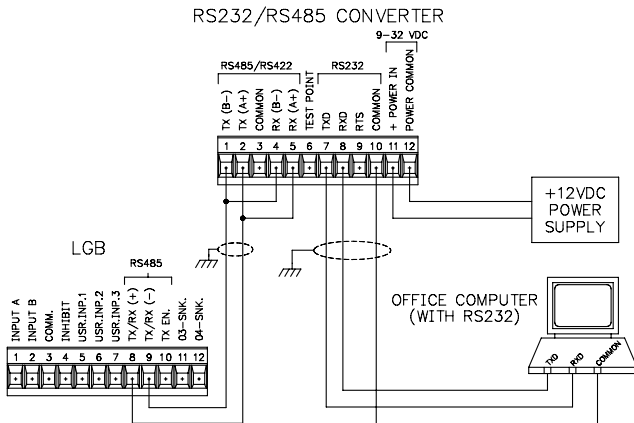 RS232/RS485 CONVERTER
9-32 VDC
RS485/RS422
RS232
TX (B-)
TX (A+)
COMMON
RX (B-)
RX (A+)
TEST POINT
TXD
RXD
RTS
COMMON
+ POWER IN
POWER COMMON
1 2 3 4 5 6 7 8 9 10 11 12
+12VDC
POWER
SUPPLY
LGB
RS485
INPUT A
INPUT B
COMM.
INHIBIT
USR.INP.1
USR.INP.2
USR.INP.3
TX/RX (+)
TX/RX (-)
TX EN.
O3-SNK.
O4-SNK.
1 2 3 4 5 6 7 8 9 10 11 12
OFFICE COMPUTER
(WITH RS232)
TXD
RXD
COMMON